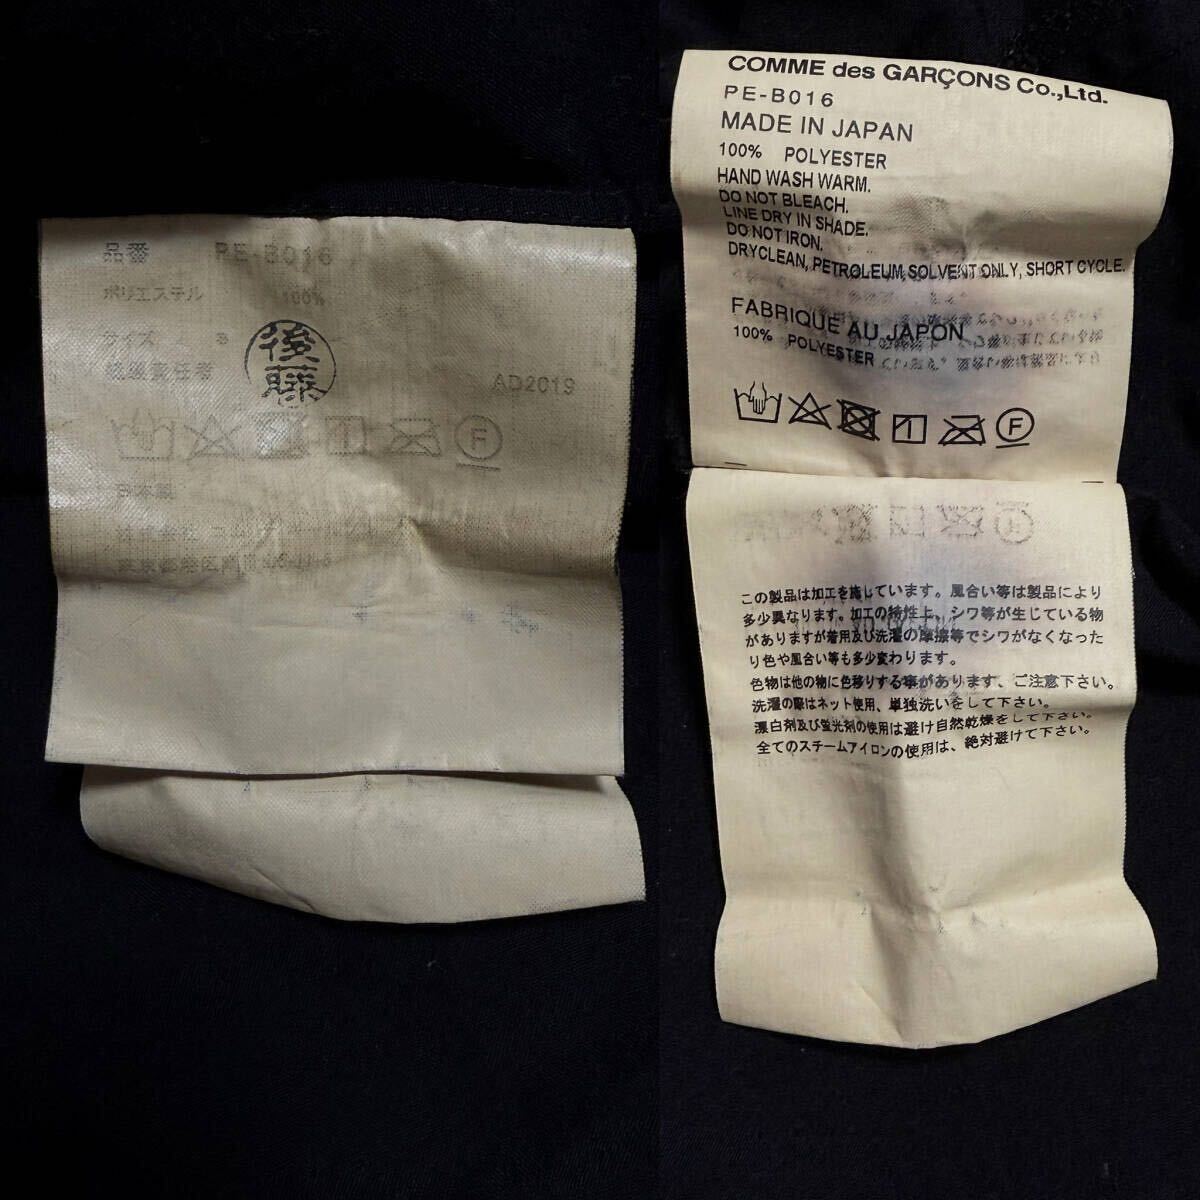 品番 PE-B016
ポリエステル 100%
サイズ
後藤
AD2019
F
日本製
COMME des GARÇONS Co.,Ltd.
PE-B016
MADE IN JAPAN
100% POLYESTER
HAND WASH WARM.
DO NOT BLEACH.
LINE DRY IN SHADE.
DO NOT IRON.
DRYCLEAN, PETROLEUM SOLVENT ONLY, SHORT CYCLE.
FABRIQUE AU JAPON
100% POLYESTER
F
この製品は加工を施しています。風合い等は製品により
多少異なります。加工の特性上、シワ等が生じている物
がありますが着用及び洗濯の摩擦等でシワがなくなった
り色や風合い等も多少変わります。
色物は他の物に色移りする事があります、ご注意下さい。
洗濯の際はネット使用、単独洗いをして下さい。
漂白剤及び蛍光剤の使用は避け自然乾燥をして下さい。
全てのスチームアイロンの使用は、絶対避けて下さい。